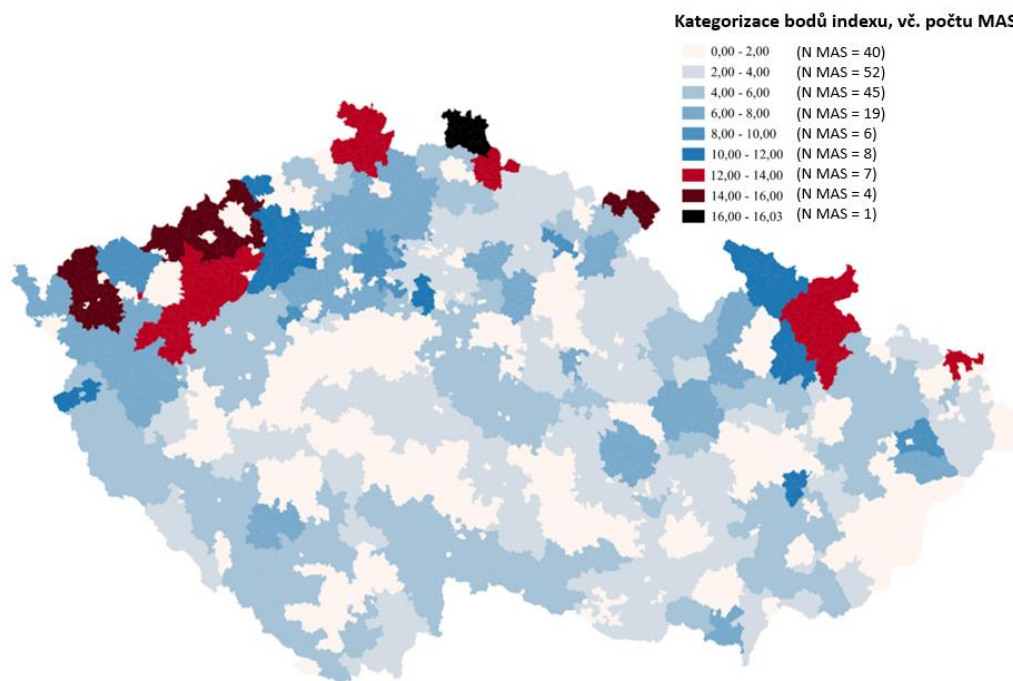 Kategorizace bodů indexu, vč. počtu MAS
0,00 - 2,00 (N MAS = 40)
2,00 - 4,00 (N MAS = 52)
4,00 - 6,00 (N MAS = 45)
6,00 - 8,00 (N MAS = 19)
8,00 - 10,00 (N MAS = 6)
10,00 - 12,00 (N MAS = 8)
12,00 - 14,00 (N MAS = 7)
14,00 - 16,00 (N MAS = 4)
16,00 - 16,03 (N MAS = 1)